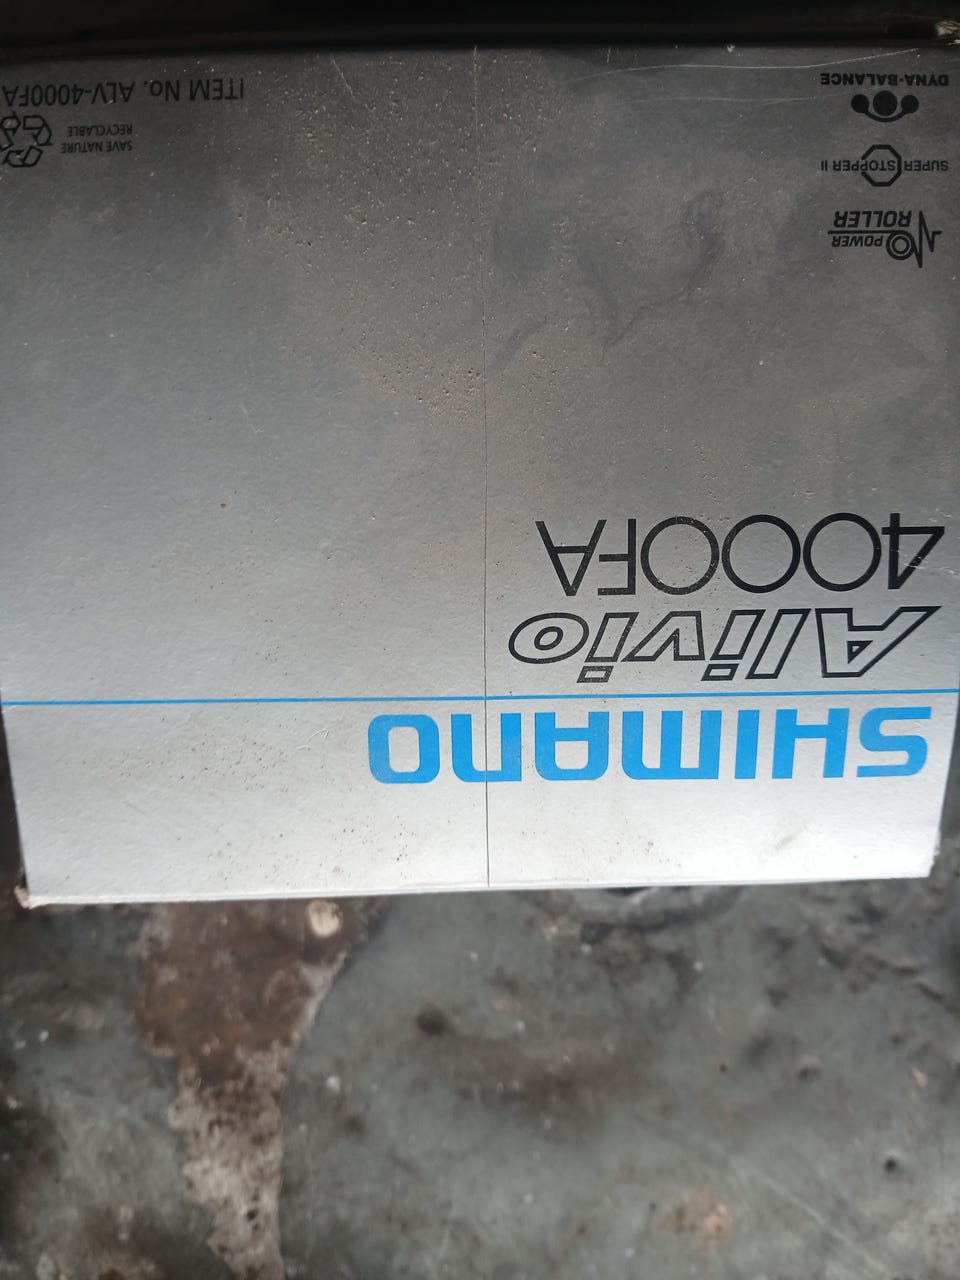 SHIMANO
Alivio
4000FA
POWER
ROLLER
SUPER STOPPER II
DYNA-BALANCE
SAVE NATURE
RECYCLABLE
ITEM No. ALV-4000FA